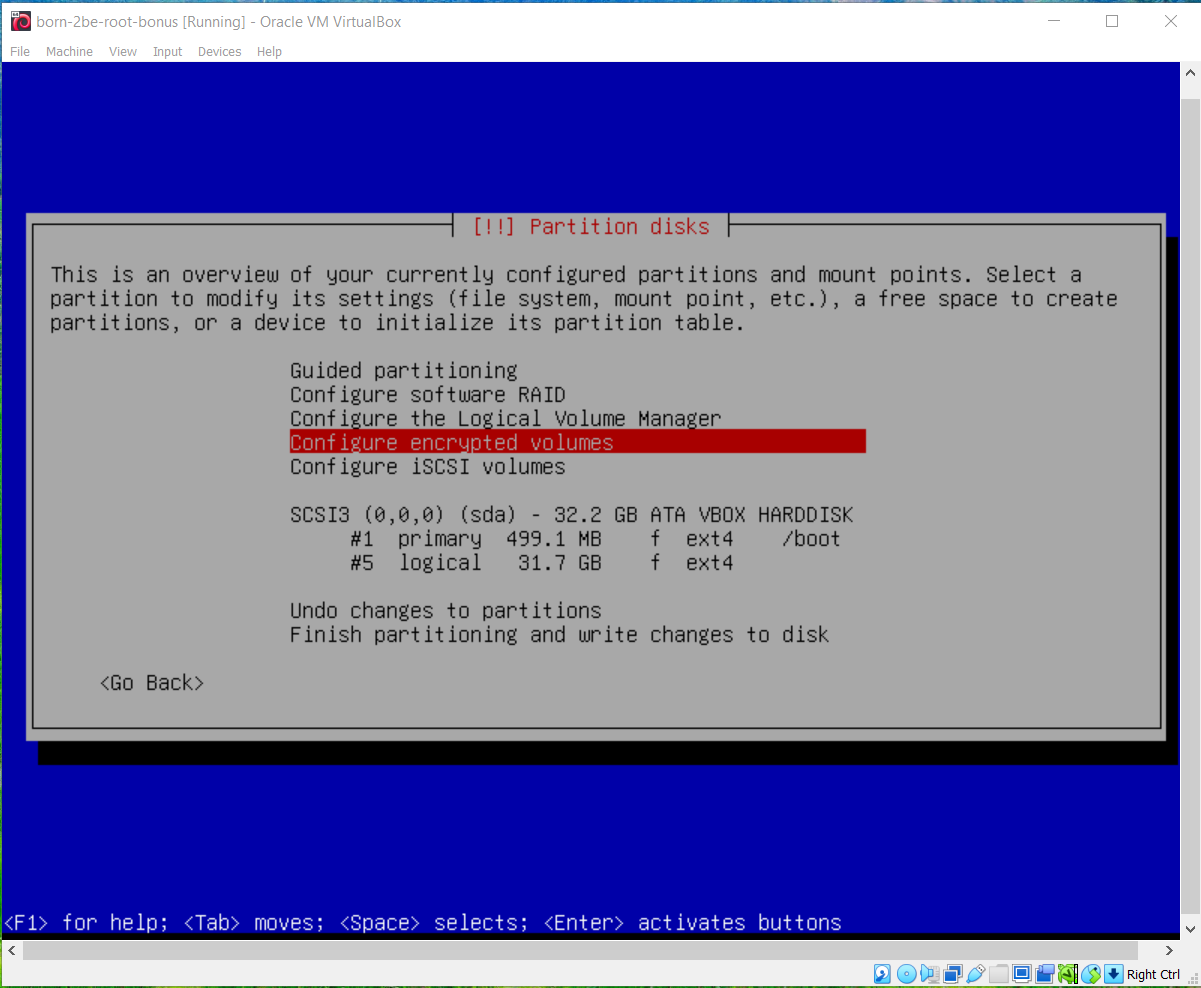 born-2be-root-bonus [Running] - Oracle VM VirtualBox
File Machine View Input Devices Help
[!!] Partition disks
This is an overview of your currently configured partitions and mount points. Select a
partition to modify its settings (file system, mount point, etc.), a free space to create
partitions, or a device to initialize its partition table.
Guided partitioning
Configure software RAID
Configure the Logical Volume Manager
Configure encrypted volumes
Configure iSCSI volumes
SCSI3 (0,0,0) (sda) - 32.2 GB ATA VBOX HARDDISK
#1 primary 499.1 MB f ext4 /boot
#5 logical 31.7 GB f ext4
Undo changes to partitions
Finish partitioning and write changes to disk
<Go Back>
<F1> for help; <Tab> moves; <Space> selects; <Enter> activates buttons
Right Ctrl